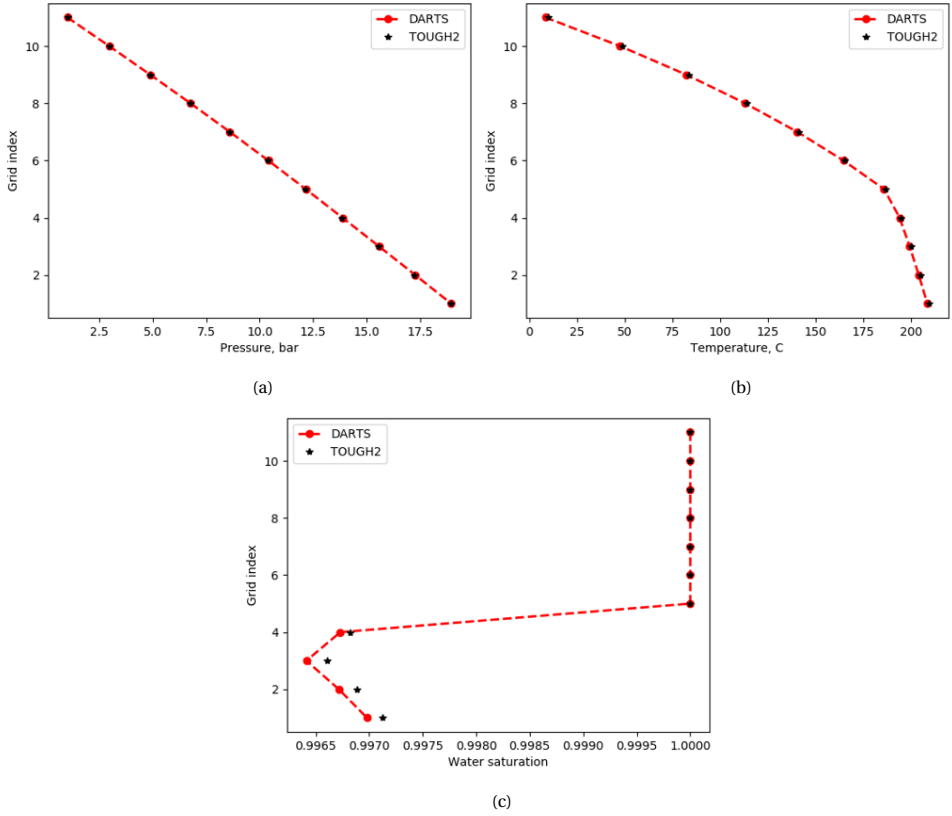 DARTS
TOUGH2
Grid index
10
8
6
4
2
2.5 5.0 7.5 10.0 12.5 15.0 17.5
Pressure, bar
(a)
DARTS
TOUGH2
Grid index
10
8
6
4
2
0 25 50 75 100 125 150 175 200
Temperature, C
(b)
DARTS
TOUGH2
Grid index
10
8
6
4
2
0.9965 0.9970 0.9975 0.9980 0.9985 0.9990 0.9995 1.0000
Water saturation
(c)